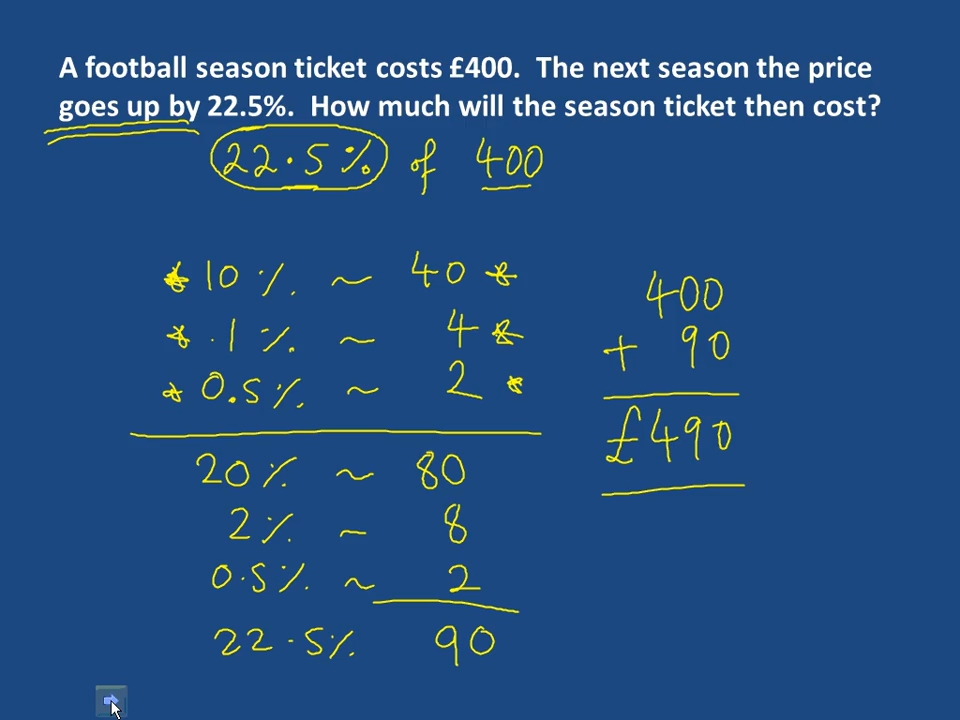 A football season ticket costs £400. The next season the price
goes up by 22.5%. How much will the season ticket then cost?
22.5% of 400
* 10% ~ 40 *
* .1% ~ 4 *
* 0.5% ~ 2 *
20% ~ 80
2% ~ 8
0.5% ~ 2
22.5% 90
400
+ 90
£490